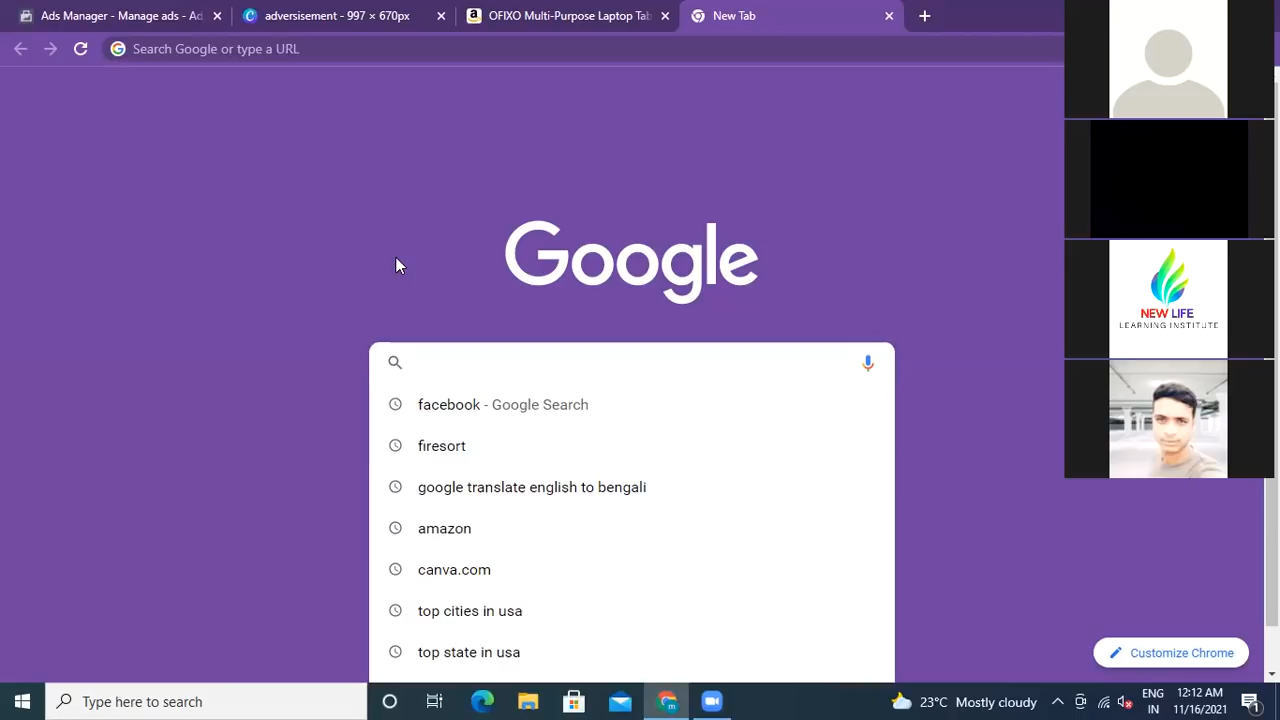 Ads Manager - Manage ads - Ad
adversisement - 997 × 670px
OFIXO Multi-Purpose Laptop Tab
New Tab
Search Google or type a URL
Google
facebook - Google Search
firesort
google translate english to bengali
amazon
canva.com
top cities in usa
top state in usa
NEW LIFE
LEARNING INSTITUTE
Customize Chrome
Type here to search
23°C Mostly cloudy
ENG
IN
12:12 AM
11/16/2021
1